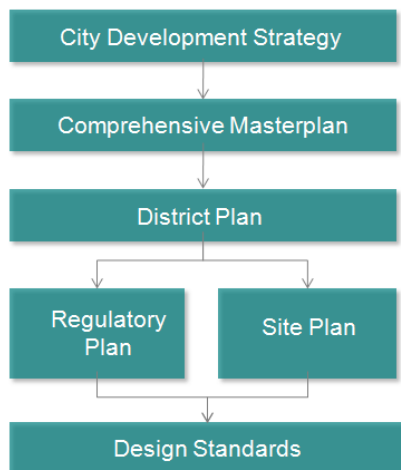 City Development Strategy
Comprehensive Masterplan
District Plan
Regulatory
Plan
Site Plan
Design Standards